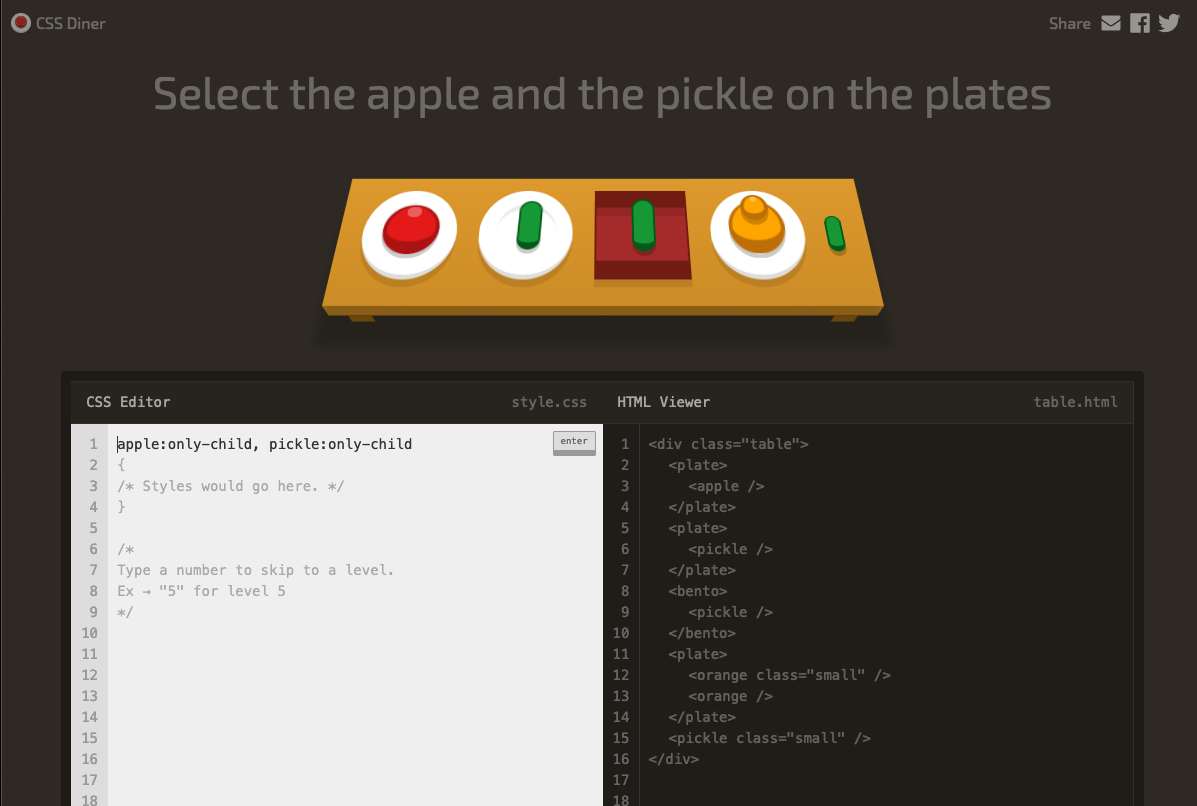 CSS Diner
Share
Select the apple and the pickle on the plates
CSS Editor style.css
1 apple:only-child, pickle:only-child enter
2 {
3 /* Styles would go here. */
4 }
5
6 /*
7 Type a number to skip to a level.
8 Ex → "5" for level 5
9 */
10
11
12
13
14
15
16
17
18
HTML Viewer table.html
1 <div class="table">
2 <plate>
3 <apple />
4 </plate>
5 <plate>
6 <pickle />
7 </plate>
8 <bento>
9 <pickle />
10 </bento>
11 <plate>
12 <orange class="small" />
13 <orange />
14 </plate>
15 <pickle class="small" />
16 </div>
17
18